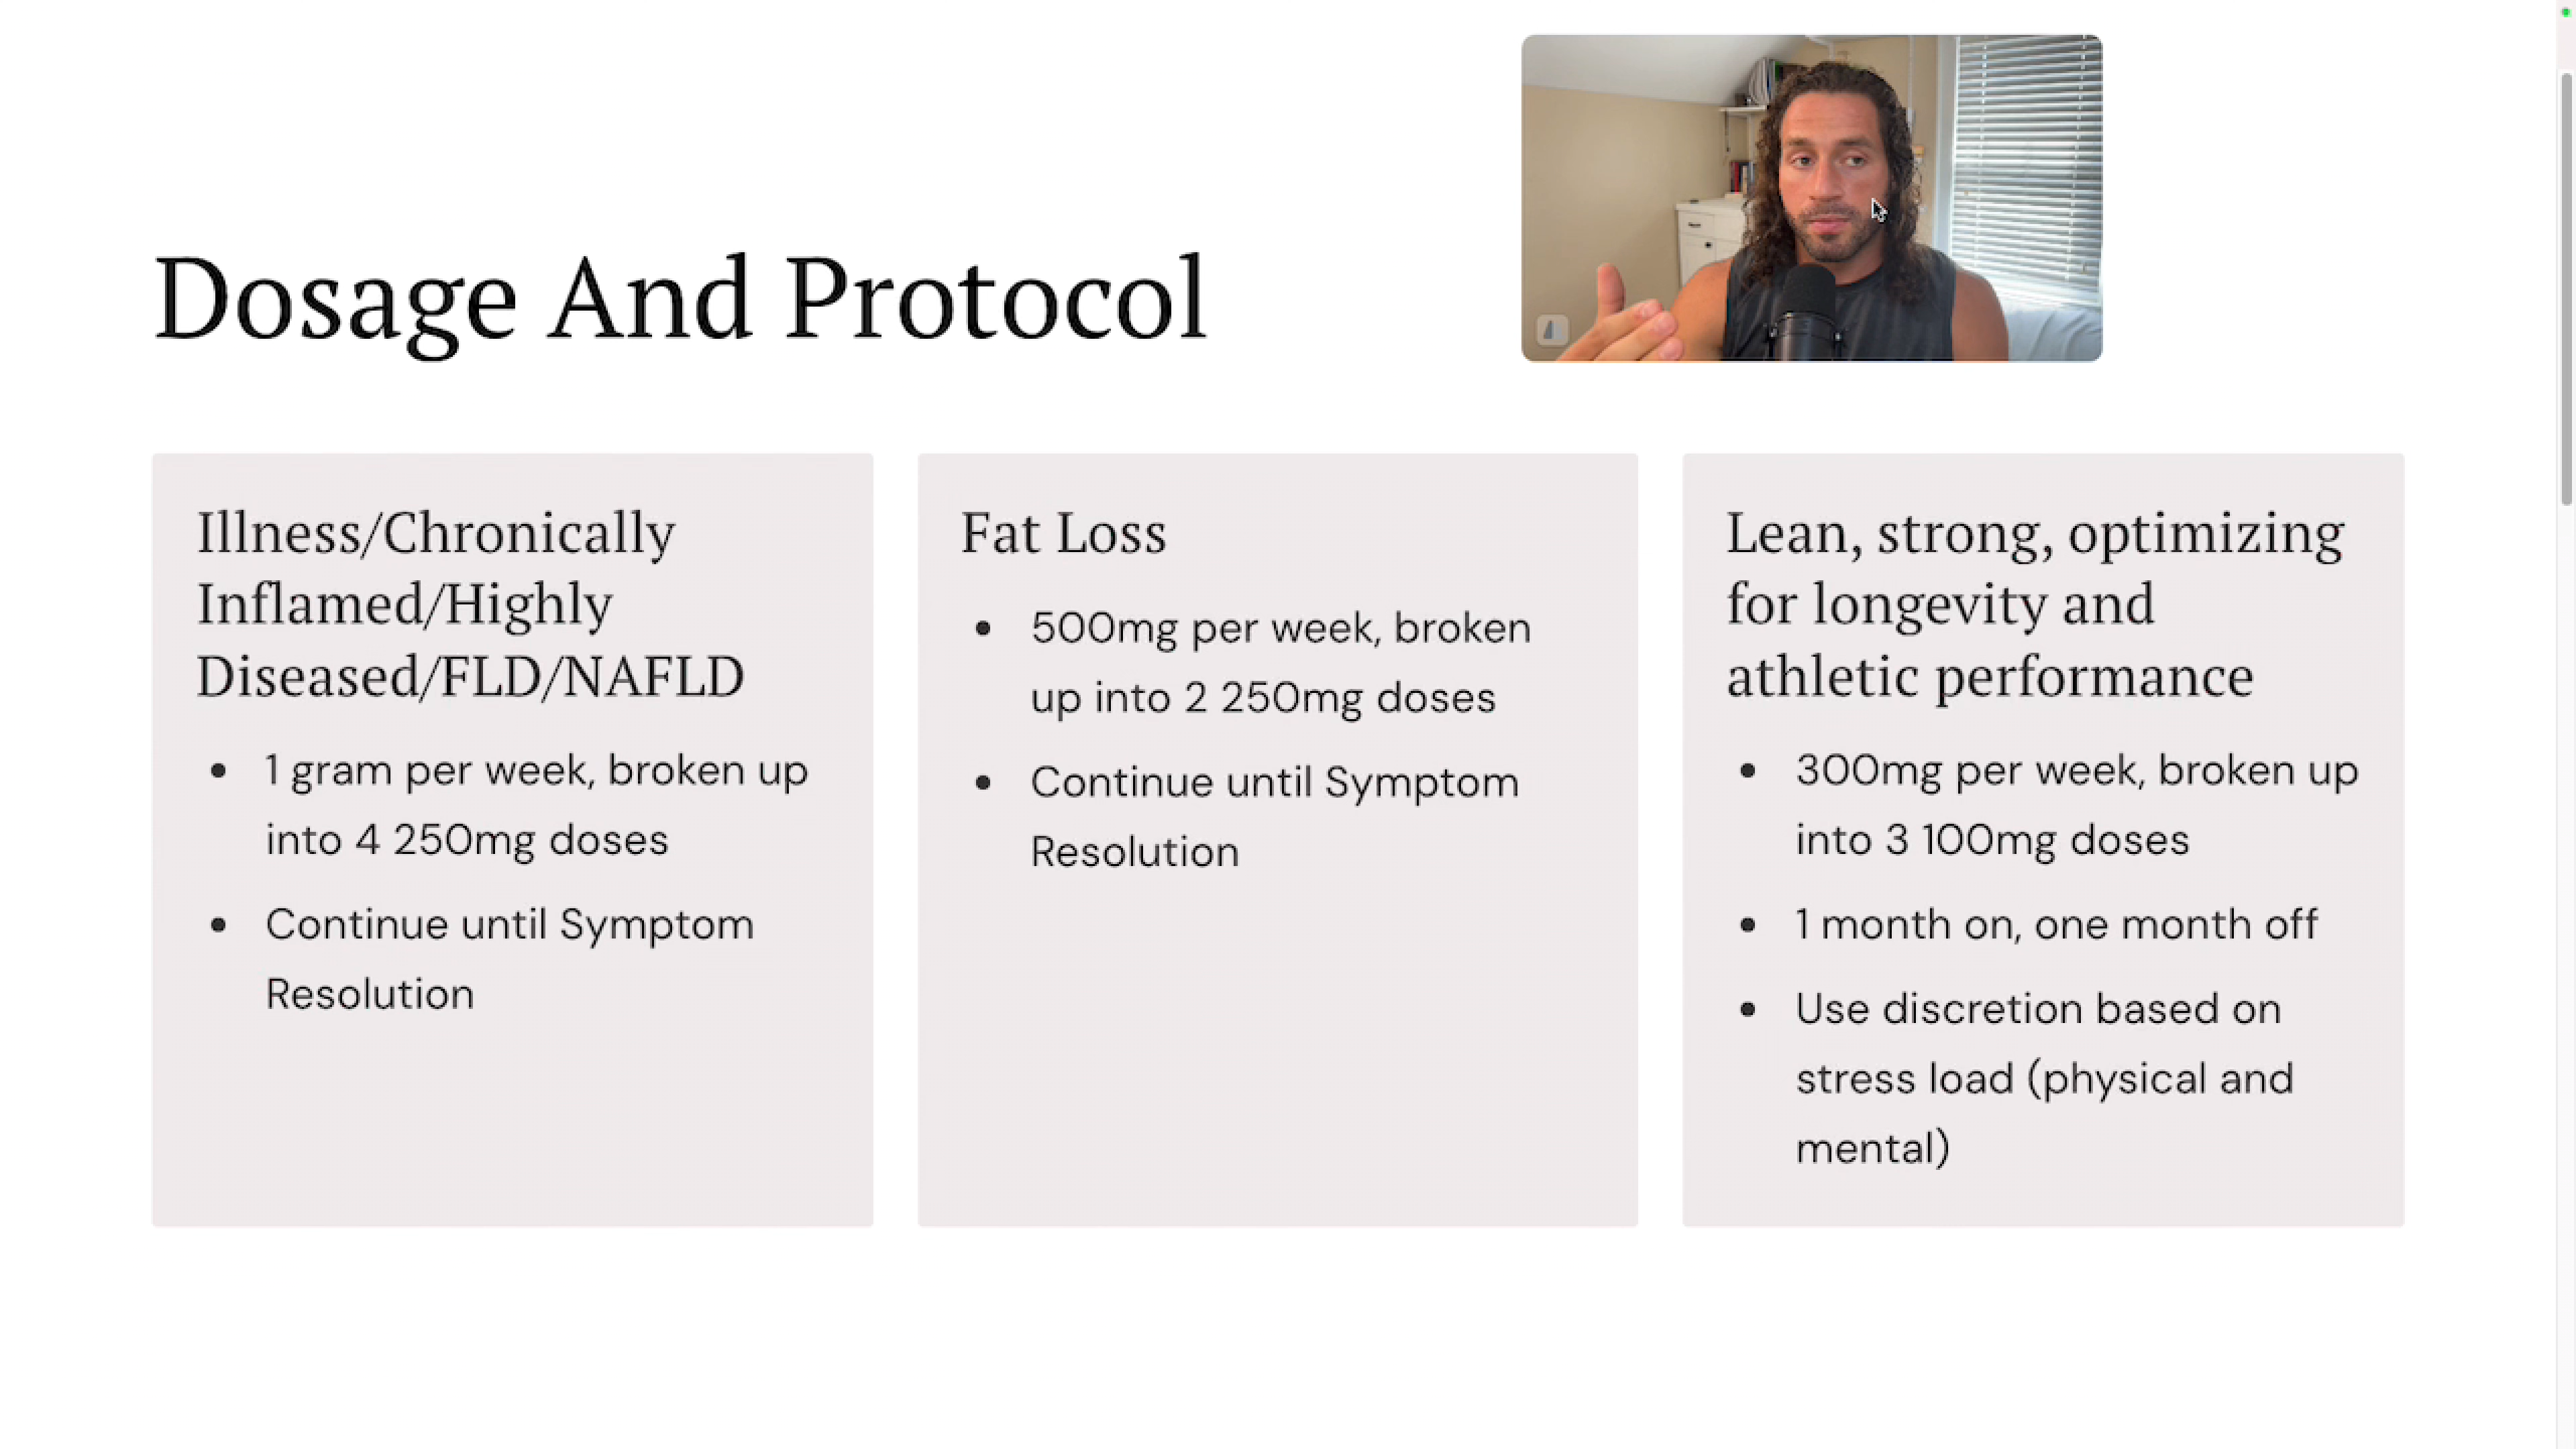 Dosage And Protocol
Illness/Chronically
Inflamed/Highly
Diseased/FLD/NAFLD
• 1 gram per week, broken up
into 4 250mg doses
• Continue until Symptom
Resolution
Fat Loss
• 500mg per week, broken
up into 2 250mg doses
• Continue until Symptom
Resolution
Lean, strong, optimizing
for longevity and
athletic performance
• 300mg per week, broken up
into 3 100mg doses
• 1 month on, one month off
• Use discretion based on
stress load (physical and
mental)